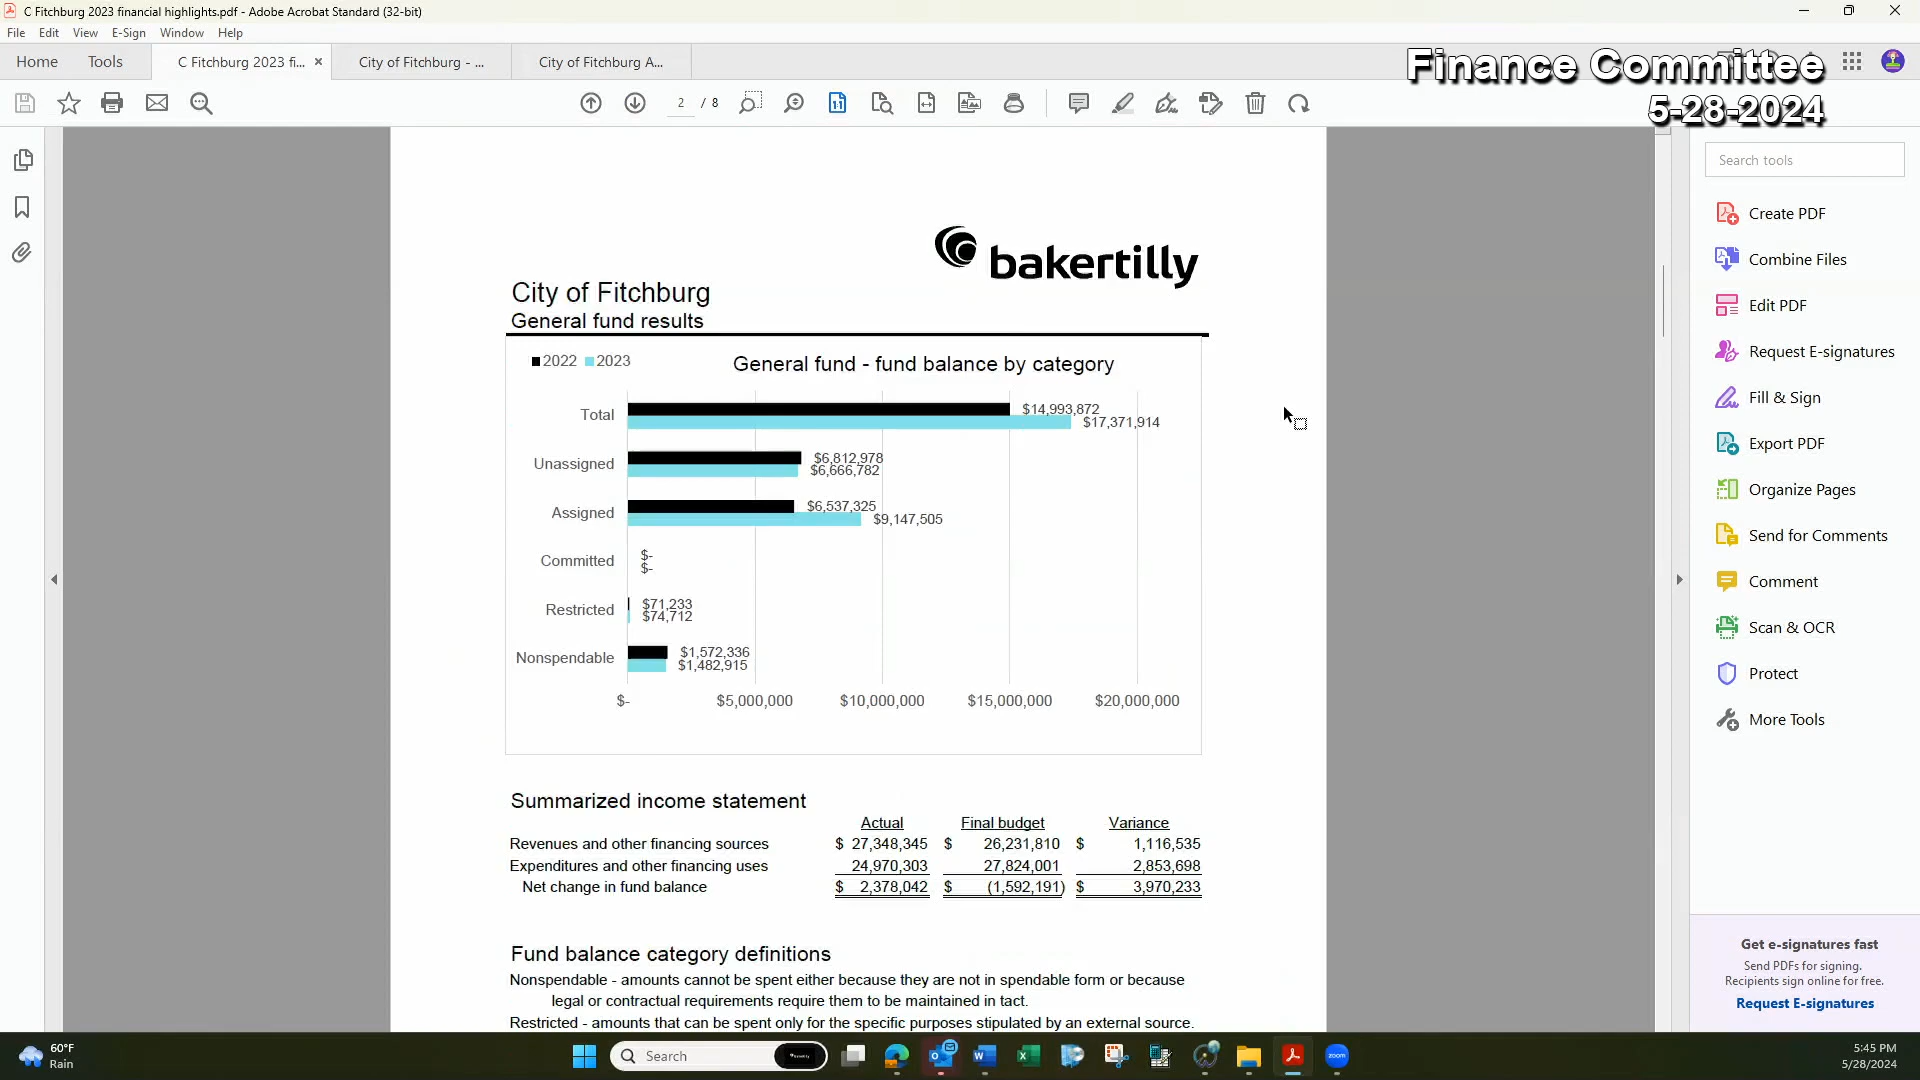 C Fitchburg 2023 financial highlights.pdf - Adobe Acrobat Standard (32-bit)
File Edit View E-Sign Window Help
Home Tools C Fitchburg 2023 fi... × City of Fitchburg - ... City of Fitchburg A...
Finance Committee
5-28-2024
2 / 8
Search tools
Create PDF
Combine Files
Edit PDF
Request E-signatures
Fill & Sign
Export PDF
Organize Pages
Send for Comments
Comment
Scan & OCR
Protect
More Tools
Get e-signatures fast
Send PDFs for signing.
Recipients sign online for free.
Request E-signatures
bakertilly
City of Fitchburg
General fund results
2022 2023
General fund - fund balance by category
Total $14,993,872
$17,371,914
Unassigned $6,812,978
$6,666,782
Assigned $6,537,325
$9,147,505
Committed $-
$-
Restricted $71,233
$74,712
Nonspendable $1,572,336
$1,482,915
$- $5,000,000 $10,000,000 $15,000,000 $20,000,000
Summarized income statement
Actual Final budget Variance
Revenues and other financing sources $ 27,348,345 $ 26,231,810 $ 1,116,535
Expenditures and other financing uses 24,970,303 27,824,001 2,853,698
Net change in fund balance $ 2,378,042 $ (1,592,191) $ 3,970,233
Fund balance category definitions
Nonspendable - amounts cannot be spent either because they are not in spendable form or because
legal or contractual requirements require them to be maintained in tact.
Restricted - amounts that can be spent only for the specific purposes stipulated by an external source.
60°F
Rain
Search
zoom
5:45 PM
5/28/2024